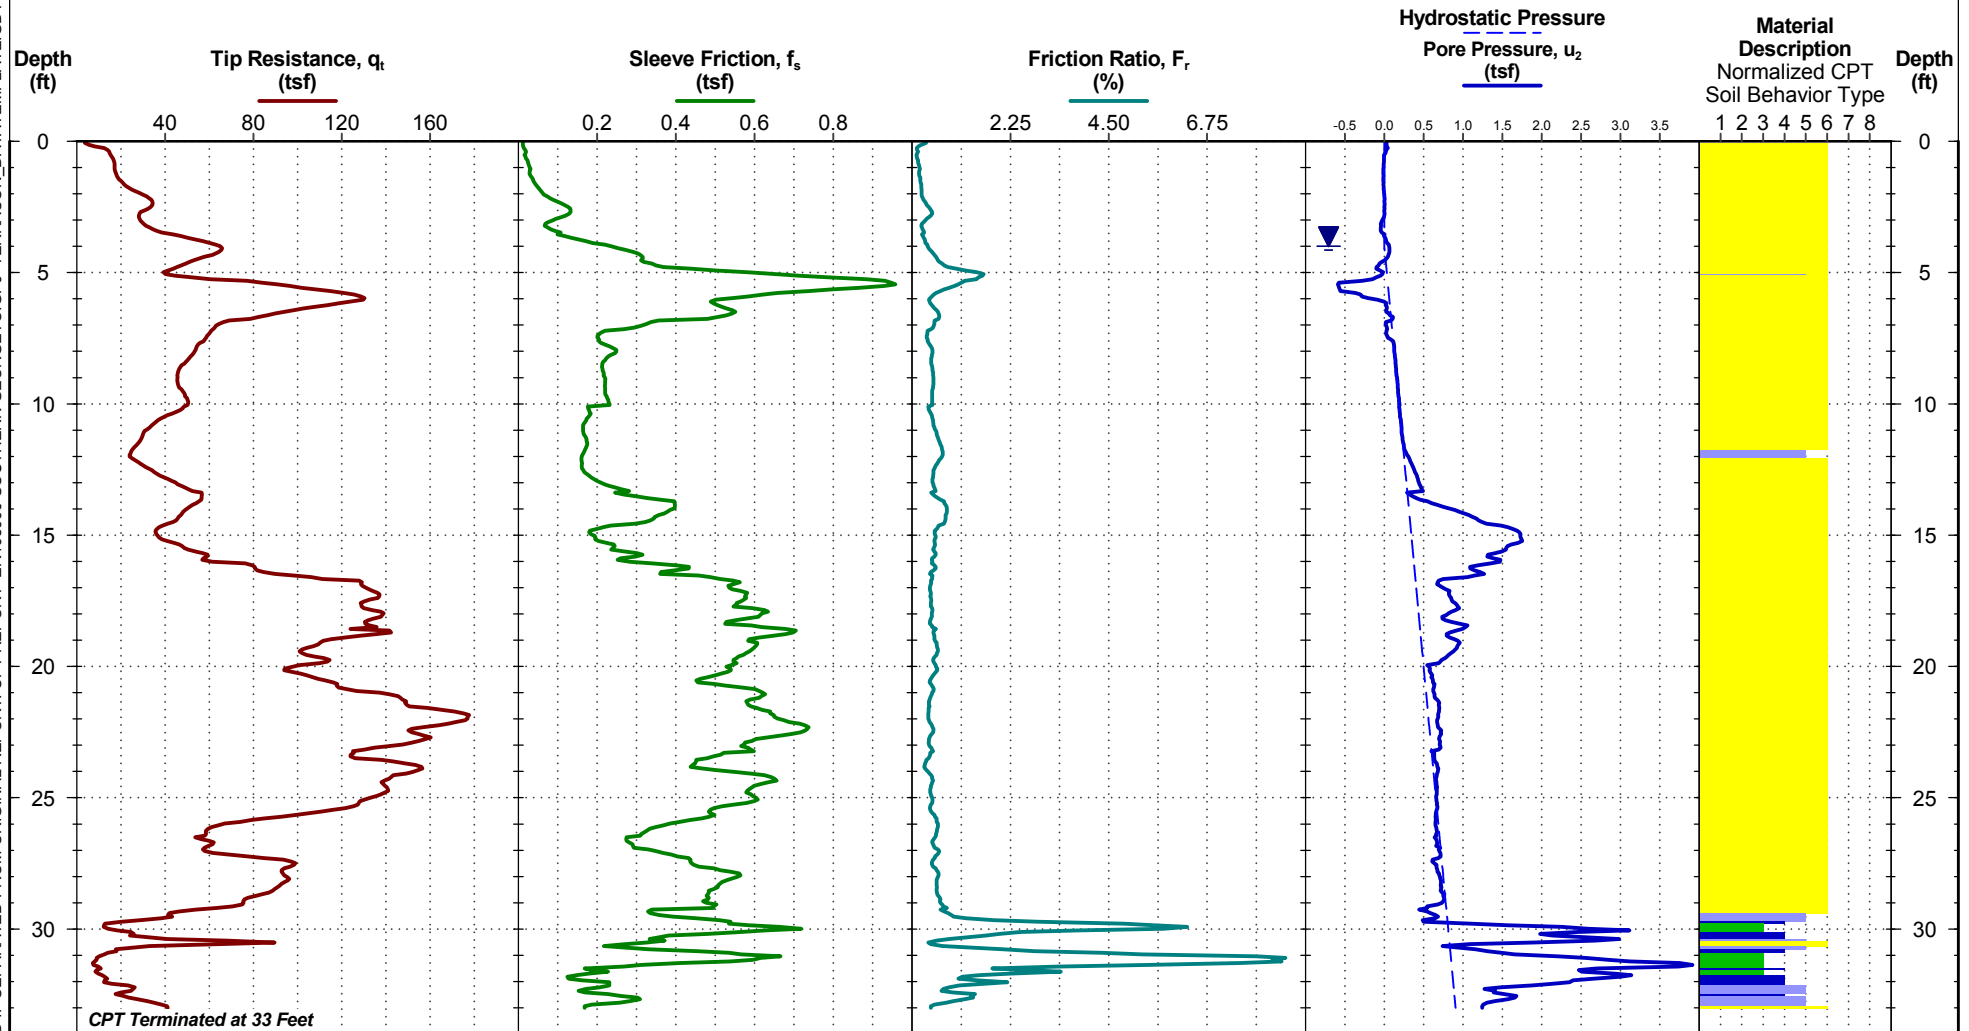 Depth
(ft)
Tip Resistance, qt
(tsf)
40 80 120 160
Sleeve Friction, fs
(tsf)
0.2 0.4 0.6 0.8
Friction Ratio, Fr
(%)
2.25 4.50 6.75
Hydrostatic Pressure
Pore Pressure, u2
(tsf)
-0.5 0.0 0.5 1.0 1.5 2.0 2.5 3.0 3.5
Material
Description
Normalized CPT
Soil Behavior Type
1 2 3 4 5 6 7 8
Depth
(ft)
0 0
5 5
10 10
15 15
20 20
25 25
30 30
CPT Terminated at 33 Feet